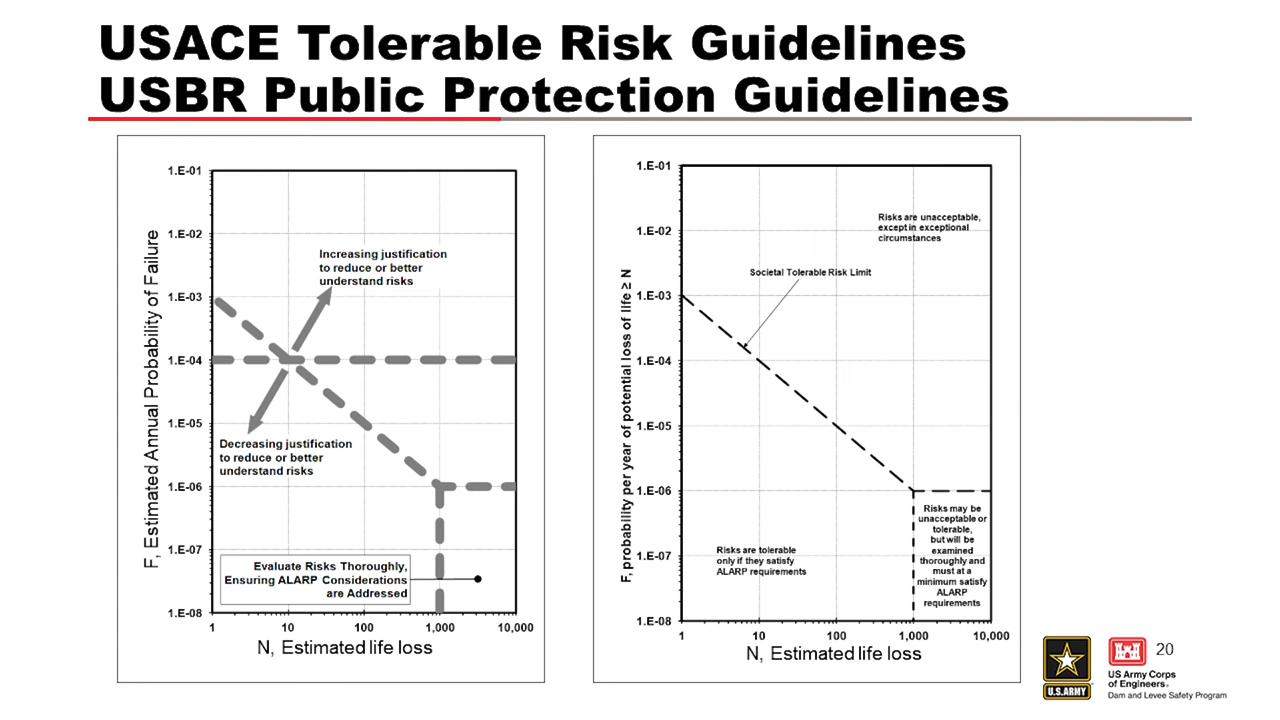 USACE Tolerable Risk Guidelines
USBR Public Protection Guidelines
F, Estimated Annual Probability of Failure
1.E-01
1.E-02
1.E-03
1.E-04
1.E-05
1.E-06
1.E-07
1.E-08
Increasing justification
to reduce or better
understand risks
Decreasing justification
to reduce or better
understand risks
Evaluate Risks Thoroughly,
Ensuring ALARP Considerations
are Addressed
1
10
100
1,000
10,000
N, Estimated life loss
F, probability per year of potential loss of life ≥ N
1.E-01
1.E-02
1.E-03
1.E-04
1.E-05
1.E-06
1.E-07
1.E-08
Risks are unacceptable,
except in exceptional
circumstances
Societal Tolerable Risk Limit
Risks are tolerable
only if they satisfy
ALARP requirements
Risks may be
unacceptable or
tolerable,
but will be
examined
thoroughly and
must at a
minimum satisfy
ALARP
requirements
1
10
100
1,000
10,000
N, Estimated life loss
U.S.ARMY
US Army Corps
of Engineers®
Dam and Levee Safety Program
20